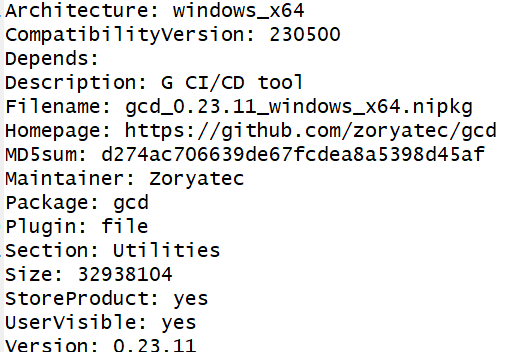 Architecture: windows_x64
CompatibilityVersion: 230500
Depends:
Description: G CI/CD tool
Filename: gcd_0.23.11_windows_x64.nipkg
Homepage: https://github.com/zoryatec/gcd
MD5sum: d274ac706639de67fcdea8a5398d45af
Maintainer: Zoryatec
Package: gcd
Plugin: file
Section: Utilities
Size: 32938104
StoreProduct: yes
UserVisible: yes
Version: 0.23.11